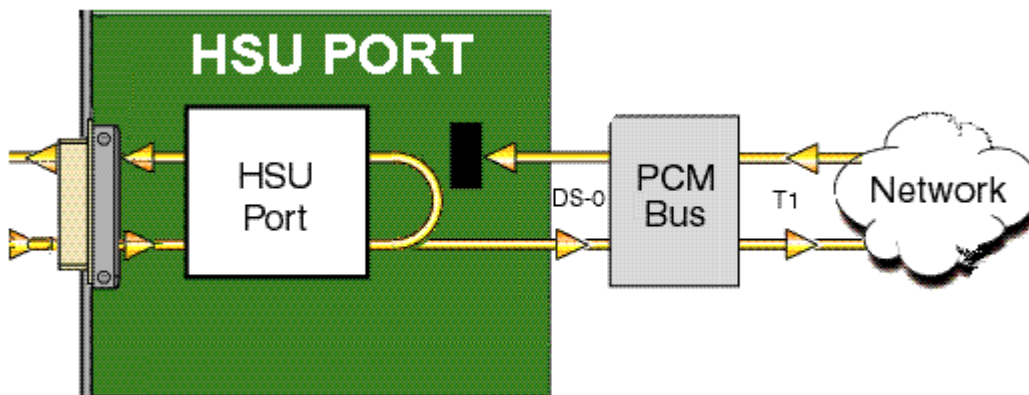 HSU PORT
HSU
Port
DS-0
PCM
Bus
T1
Network